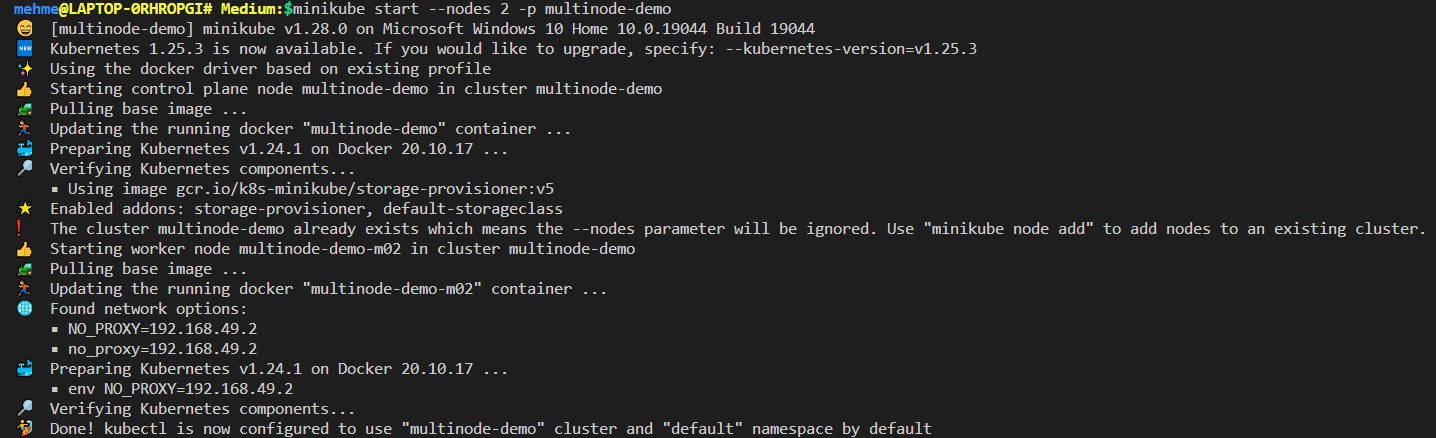 mehme@LAPTOP-0RHROPGI# Medium:$minikube start --nodes 2 -p multinode-demo
😄 [multinode-demo] minikube v1.28.0 on Microsoft Windows 10 Home 10.0.19044 Build 19044
🆕 Kubernetes 1.25.3 is now available. If you would like to upgrade, specify: --kubernetes-version=v1.25.3
✨ Using the docker driver based on existing profile
👍 Starting control plane node multinode-demo in cluster multinode-demo
🚜 Pulling base image ...
🏃 Updating the running docker "multinode-demo" container ...
🐳 Preparing Kubernetes v1.24.1 on Docker 20.10.17 ...
🔎 Verifying Kubernetes components...
▪ Using image gcr.io/k8s-minikube/storage-provisioner:v5
🌟 Enabled addons: storage-provisioner, default-storageclass
❗ The cluster multinode-demo already exists which means the --nodes parameter will be ignored. Use "minikube node add" to add nodes to an existing cluster.
👍 Starting worker node multinode-demo-m02 in cluster multinode-demo
🚜 Pulling base image ...
🏃 Updating the running docker "multinode-demo-m02" container ...
🌐 Found network options:
▪ NO_PROXY=192.168.49.2
▪ no_proxy=192.168.49.2
🐳 Preparing Kubernetes v1.24.1 on Docker 20.10.17 ...
▪ env NO_PROXY=192.168.49.2
🔎 Verifying Kubernetes components...
🏄 Done! kubectl is now configured to use "multinode-demo" cluster and "default" namespace by default